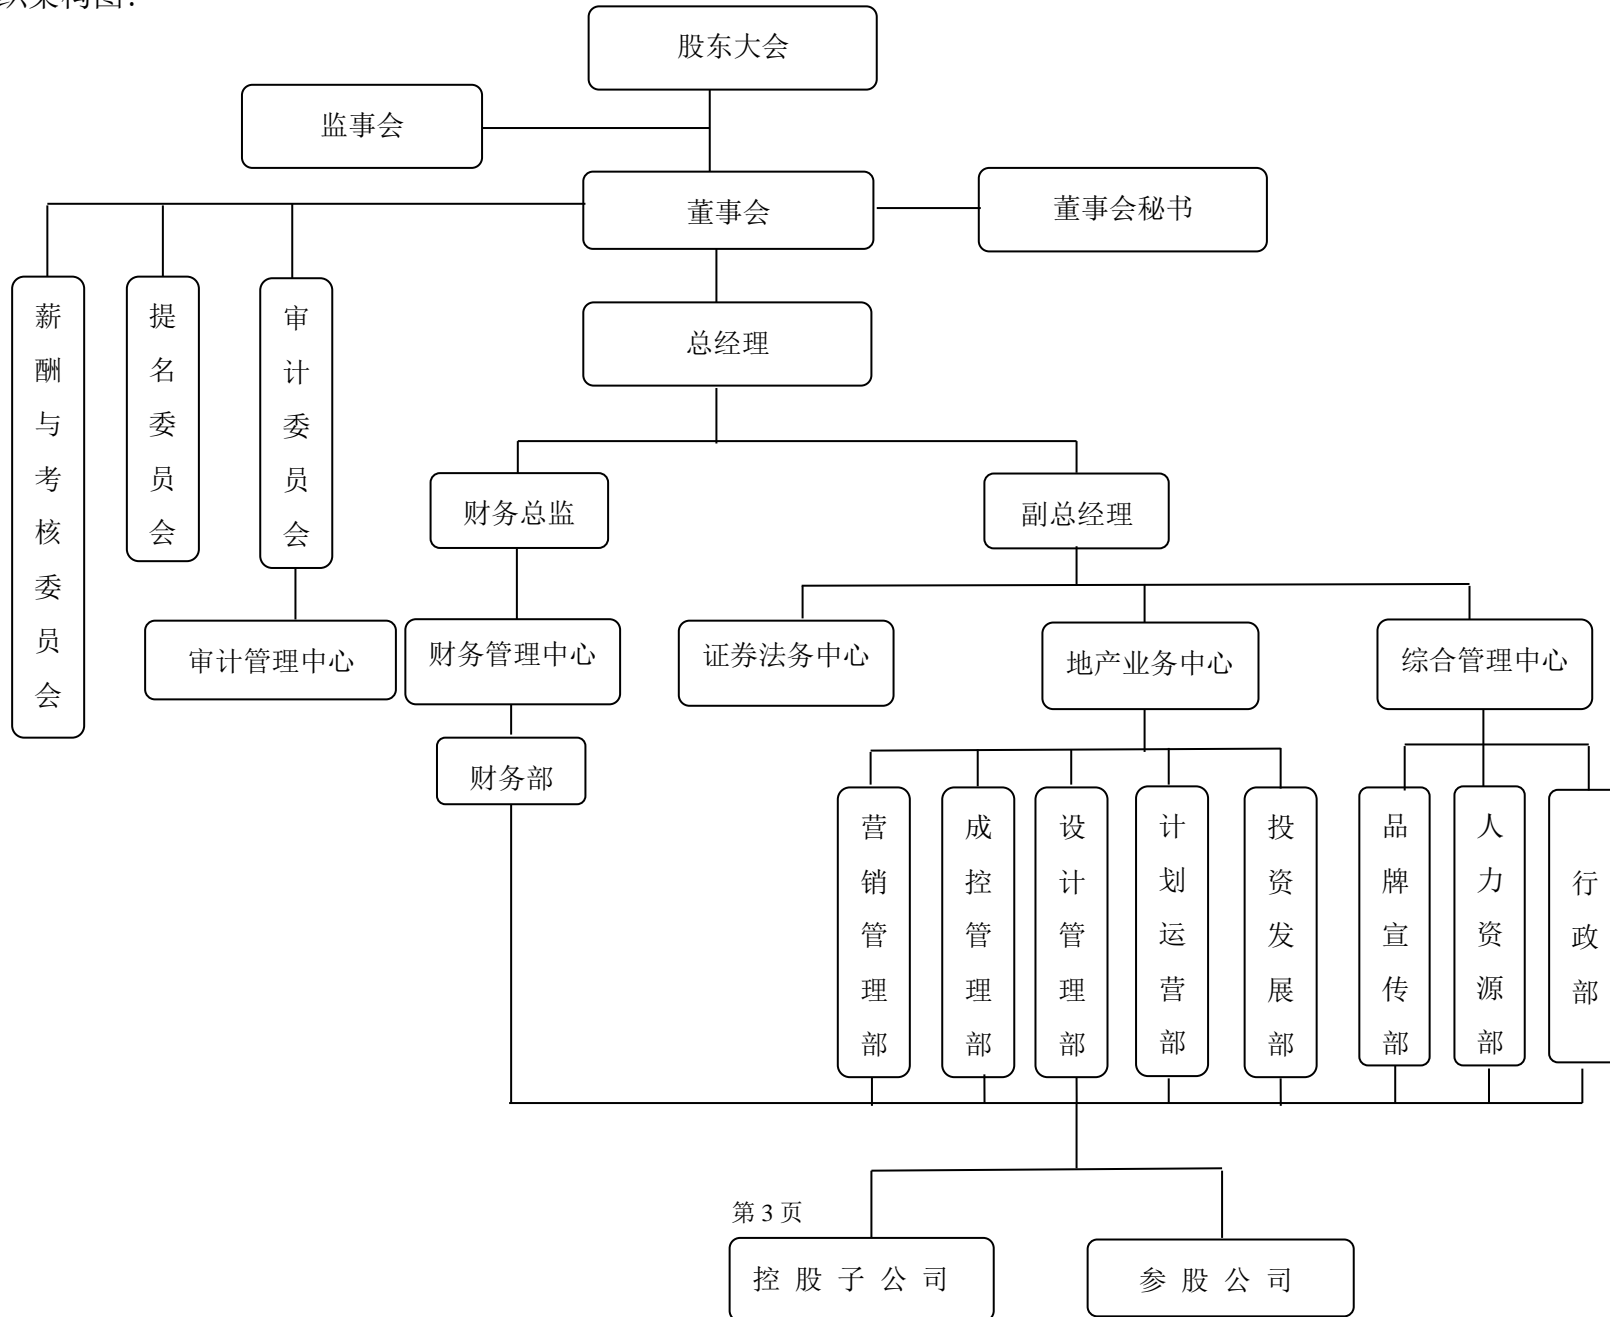 织架构图：
股东大会
监事会
董事会
董事会秘书
薪酬与考核委员会
提名委员会
审计委员会
总经理
财务总监
副总经理
审计管理中心
财务管理中心
证券法务中心
地产业务中心
综合管理中心
财务部
营销管理部
成控管理部
设计管理部
计划运营部
投资发展部
品牌宣传部
人力资源部
行政部
第 3 页
控股子公司
参股公司